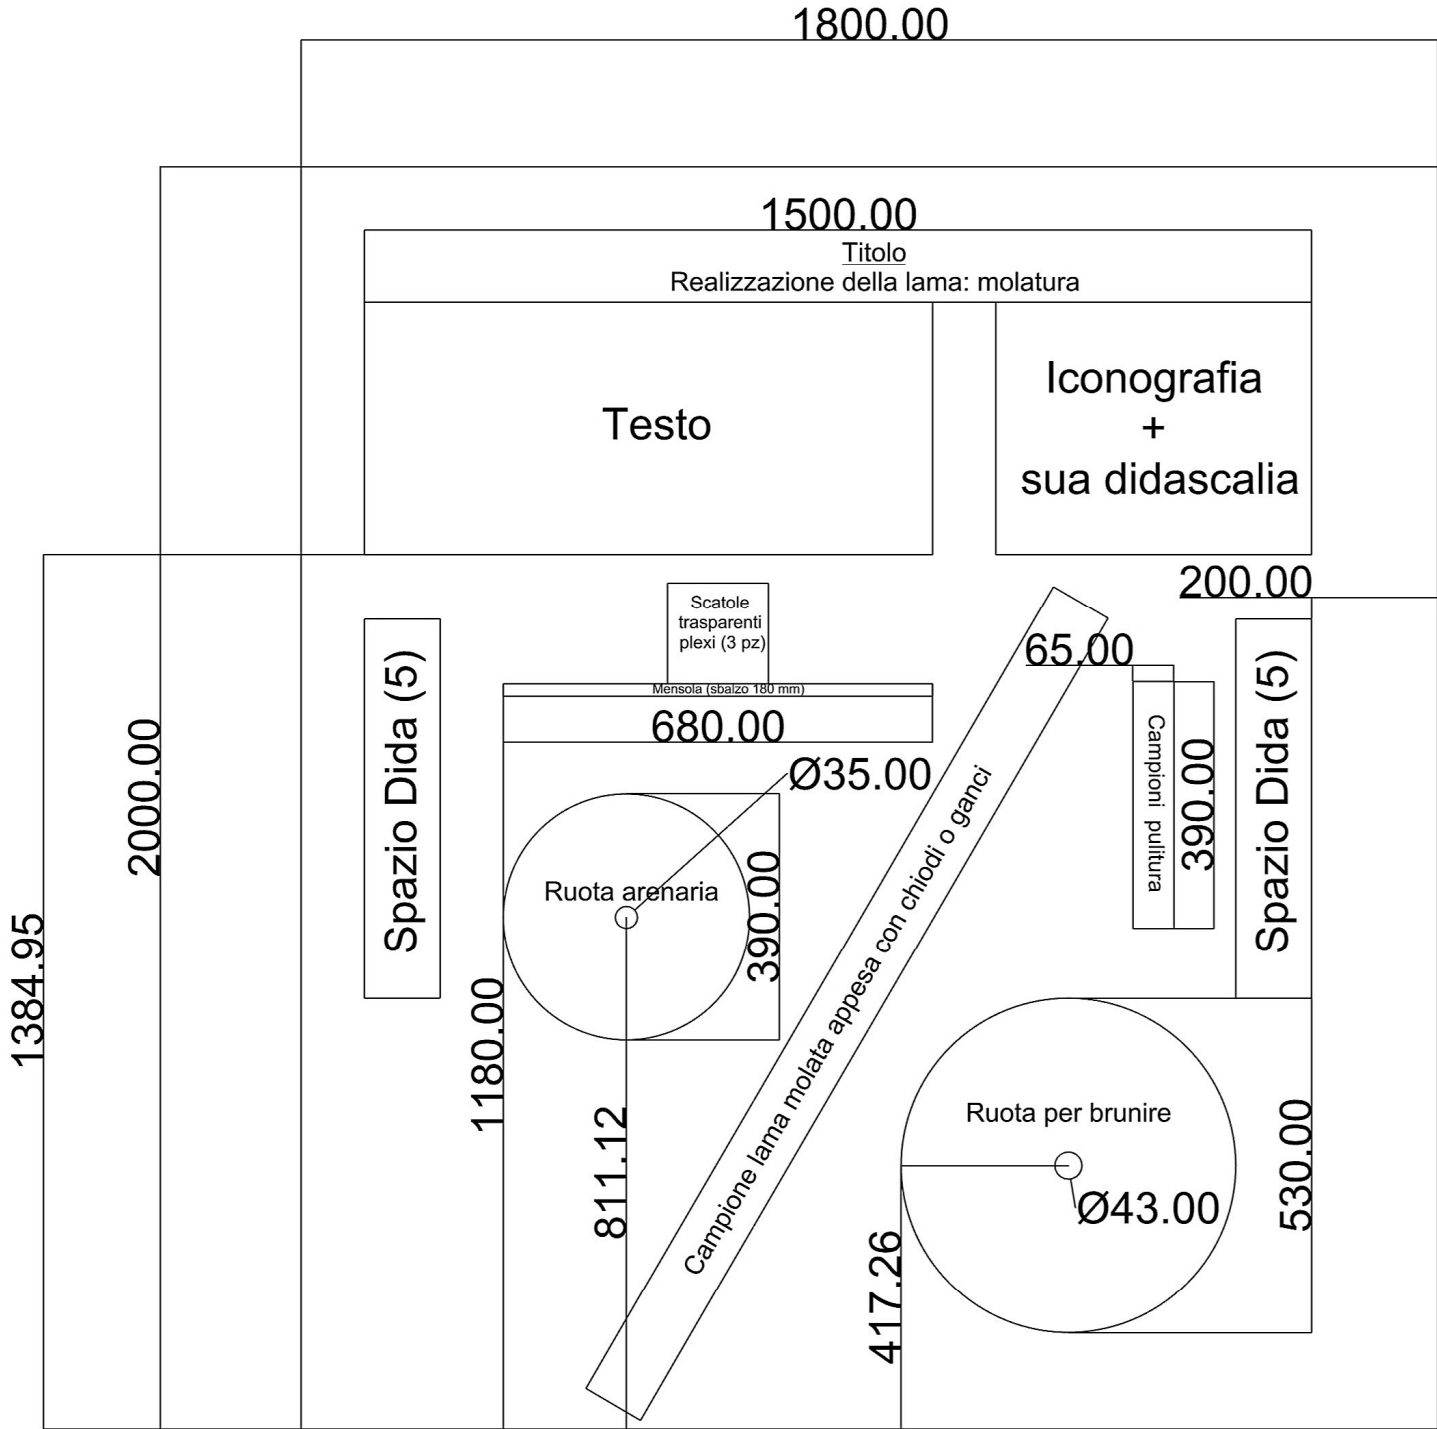 1800.00
1500.00
Titolo
Realizzazione della lama: molatura
Testo
Iconografia
+
sua didascalia
200.00
Scatole
trasparenti
plexi (3 pz)
65.00
Mensola (sbalzo 180 mm)
680.00
Spazio Dida (5)
Campioni pulitura
390.00
Spazio Dida (5)
2000.00
Ø35.00
Ruota arenaria
390.00
Campione lama molata appesa con chiodi o ganci
1384.95
1180.00
811.12
Ruota per brunire
Ø43.00
530.00
417.26